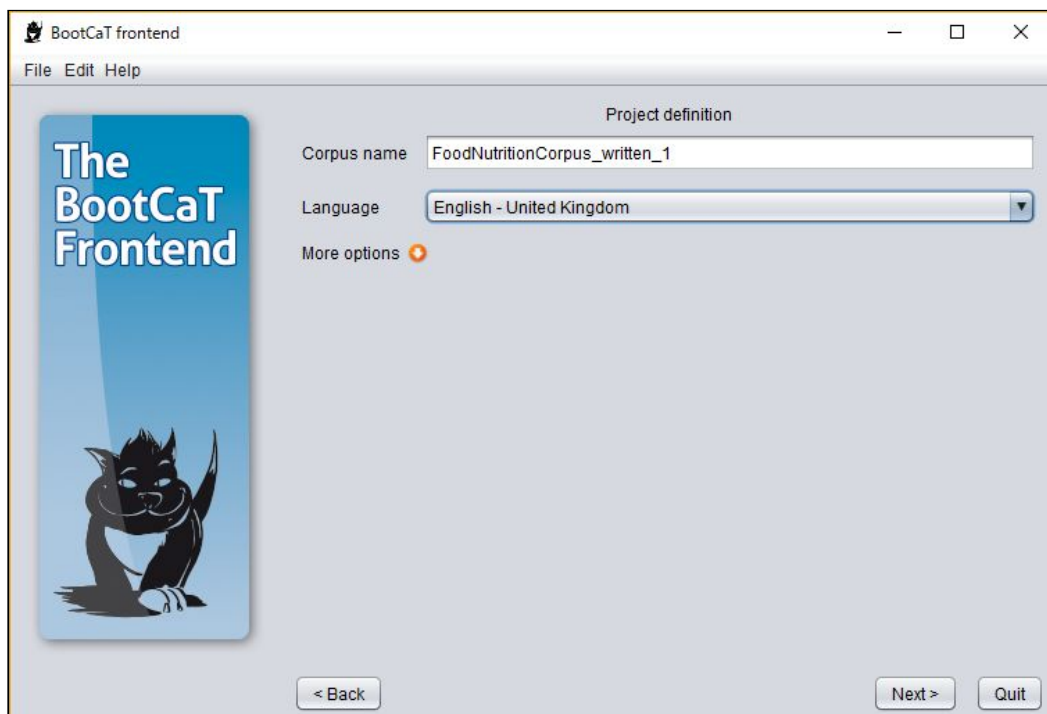 BootCaT frontend
File Edit Help
The
BootCaT
Frontend
Project definition
Corpus name FoodNutritionCorpus_written_1
Language English - United Kingdom
More options
< Back Next > Quit